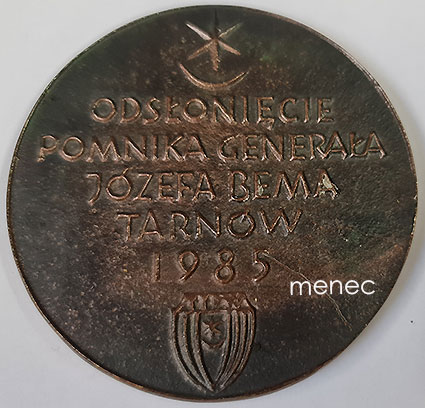 ODSŁONIĘCIE
POMNIKA GENERAŁA
JÓZEFA BEMA
TARNÓW
1985
menec